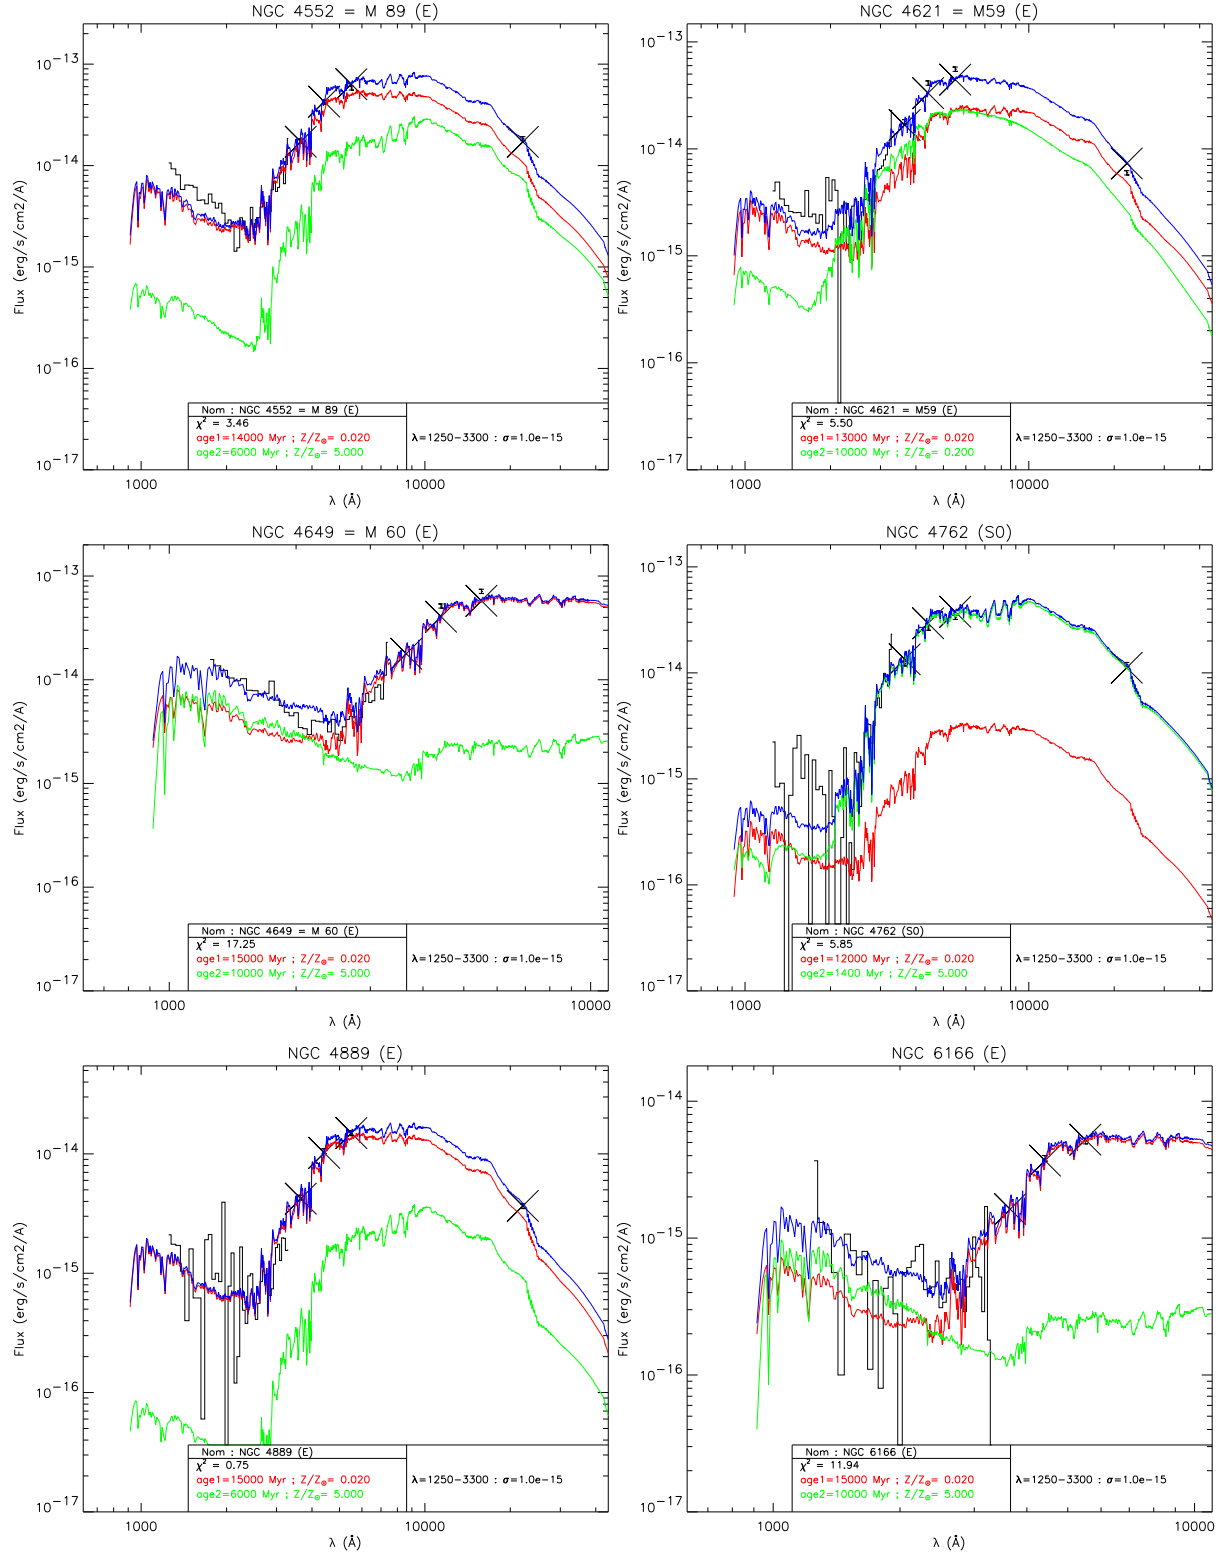 NGC 4552 = M 89 (E)
Flux (erg/s/cm2/A)
10−13
10−14
10−15
10−16
10−17
Nom : NGC 4552 = M 89 (E)
χ2 = 3.46
age1=14000 Myr ; Z/Z⊙= 0.020
age2=6000 Myr ; Z/Z⊙= 5.000
λ=1250−3300 : σ=1.0e−15
1000
10000
λ (Å)
NGC 4621 = M59 (E)
Flux (erg/s/cm2/A)
10−13
10−14
10−15
10−16
10−17
Nom : NGC 4621 = M59 (E)
χ2 = 5.50
age1=13000 Myr ; Z/Z⊙= 0.020
age2=10000 Myr ; Z/Z⊙= 0.200
λ=1250−3300 : σ=1.0e−15
1000
10000
λ (Å)
NGC 4649 = M 60 (E)
Flux (erg/s/cm2/A)
10−13
10−14
10−15
10−16
10−17
Nom : NGC 4649 = M 60 (E)
χ2 = 17.25
age1=15000 Myr ; Z/Z⊙= 0.020
age2=10000 Myr ; Z/Z⊙= 5.000
λ=1250−3300 : σ=1.0e−15
1000
10000
λ (Å)
NGC 4762 (S0)
Flux (erg/s/cm2/A)
10−13
10−14
10−15
10−16
10−17
Nom : NGC 4762 (S0)
χ2 = 5.85
age1=12000 Myr ; Z/Z⊙= 0.020
age2=1400 Myr ; Z/Z⊙= 5.000
λ=1250−3300 : σ=1.0e−15
1000
10000
λ (Å)
NGC 4889 (E)
Flux (erg/s/cm2/A)
10−14
10−15
10−16
10−17
Nom : NGC 4889 (E)
χ2 = 0.75
age1=15000 Myr ; Z/Z⊙= 0.020
age2=6000 Myr ; Z/Z⊙= 5.000
λ=1250−3300 : σ=1.0e−15
1000
10000
λ (Å)
NGC 6166 (E)
Flux (erg/s/cm2/A)
10−14
10−15
10−16
10−17
Nom : NGC 6166 (E)
χ2 = 11.94
age1=15000 Myr ; Z/Z⊙= 0.020
age2=10000 Myr ; Z/Z⊙= 5.000
λ=1250−3300 : σ=1.0e−15
1000
10000
λ (Å)